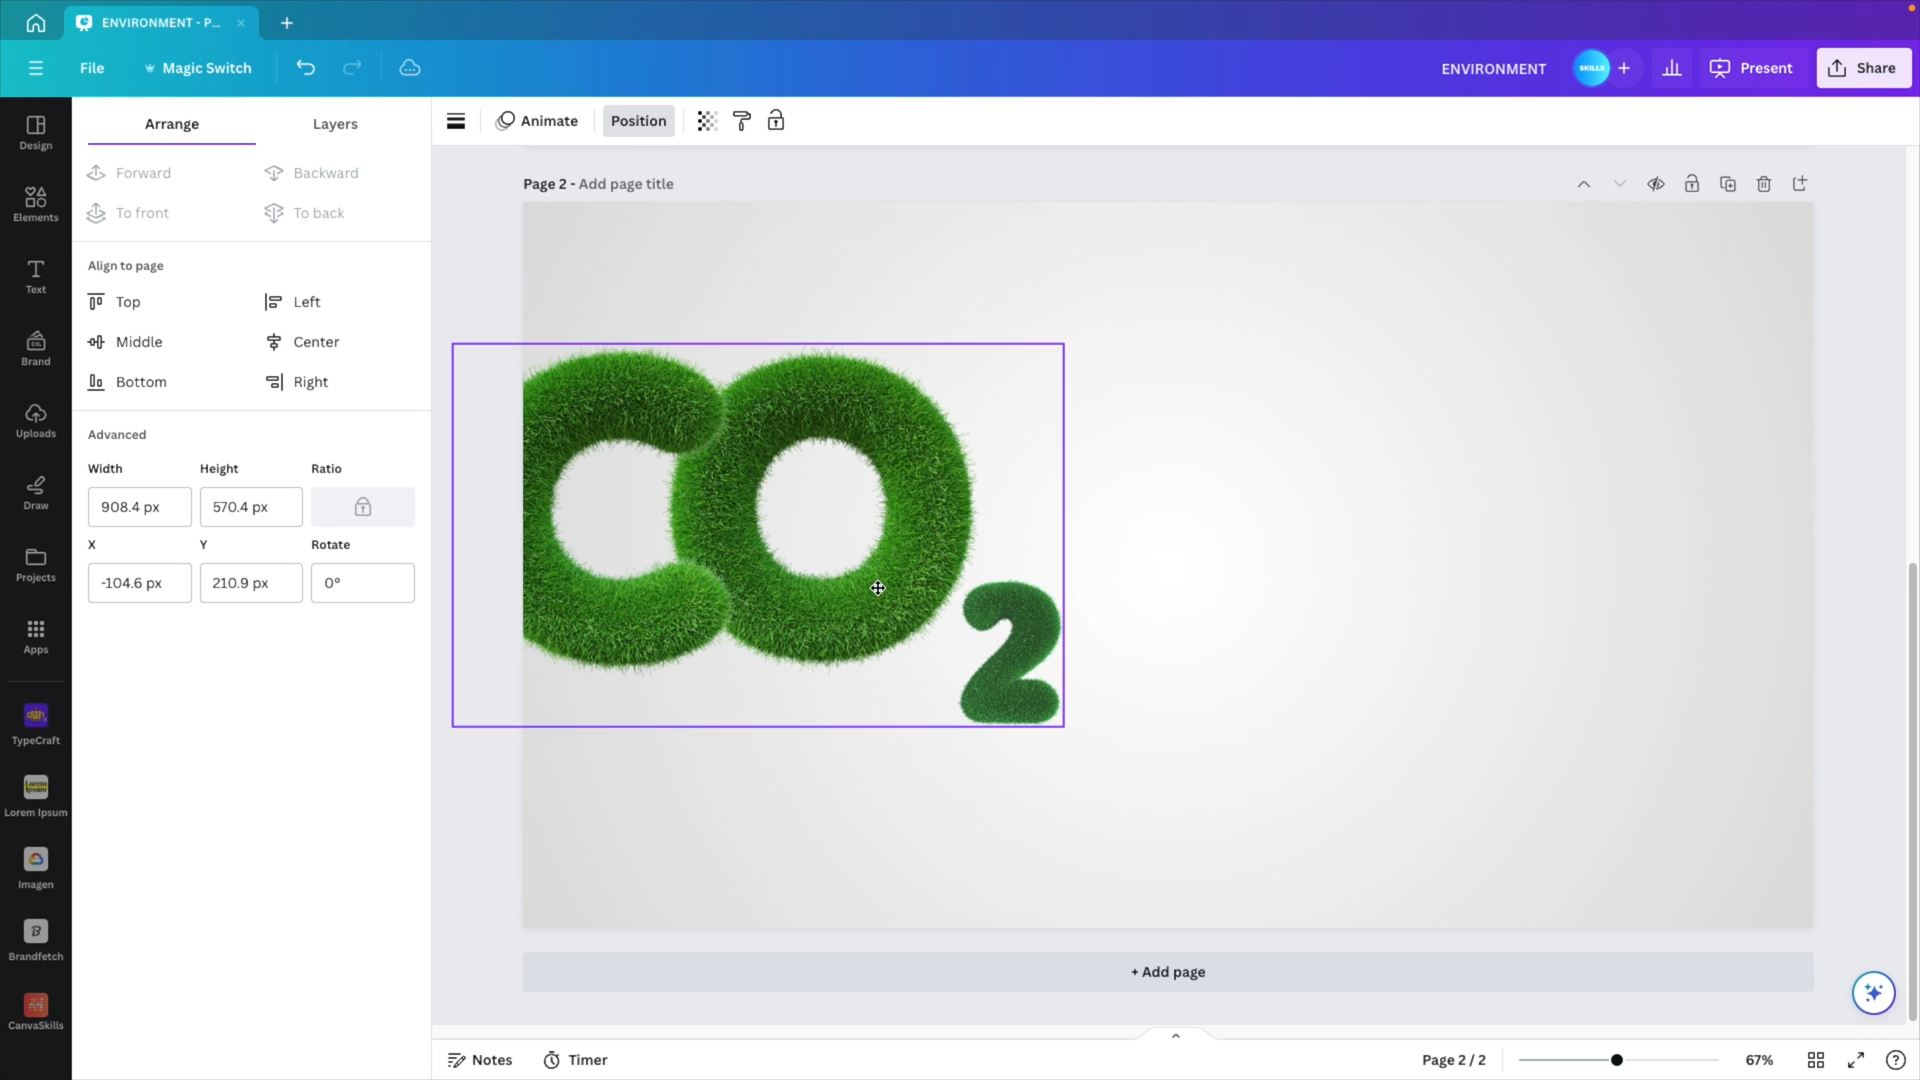 ENVIRONMENT - P...
File
Magic Switch
ENVIRONMENT
SKILLS
Present
Share
Design
Elements
Text
Brand
Uploads
Draw
Projects
Apps
TypeCraft
Lorem Ipsum
Imagen
Brandfetch
CanvaSkills
Arrange
Layers
Forward
Backward
To front
To back
Align to page
Top
Left
Middle
Center
Bottom
Right
Advanced
Width Height Ratio
908.4 px 570.4 px
X Y Rotate
-104.6 px 210.9 px 0°
Animate
Position
Page 2 - Add page title
CO2
+ Add page
Notes
Timer
Page 2 / 2
67%